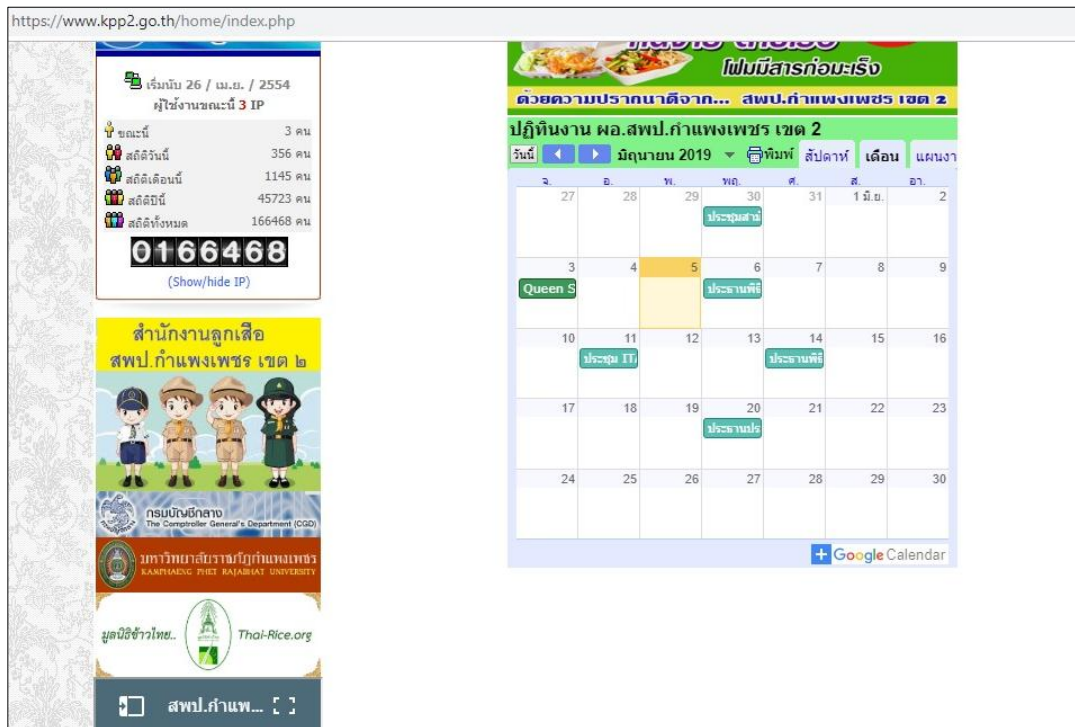 https://www.kpp2.go.th/home/index.php
เริ่มนับ 26 / เม.ย. / 2554
ผู้ใช้งานขณะนี้ 3 IP
ขณะนี้ 3 คน
สถิติวันนี้ 356 คน
สถิติเดือนนี้ 1145 คน
สถิติปีนี้ 45723 คน
สถิติทั้งหมด 166468 คน
0166468
(Show/hide IP)
สำนักงานลูกเสือ
สพป.กำแพงเพชร เขต ๒
กรมบัญชีกลาง
The Comptroller General's Department (CGD)
มหาวิทยาลัยราชภัฏกำแพงเพชร
KAMPHAENG PHET RAJABHAT UNIVERSITY
มูลนิธิข้าวไทย.. Thai-Rice.org
สพป.กำแพ...
โฟมมีสารก่อมะเร็ง
ด้วยความปรารถนาดีจาก... สพป.กำแพงเพชร เขต 2
ปฏิทินงาน ผอ.สพป.กำแพงเพชร เขต 2
วันนี้ มิถุนายน 2019 พิมพ์ สัปดาห์ เดือน แผนงา
จ. อ. พ. พฤ. ศ. ส. อา.
27 28 29 30 31 1 มิ.ย. 2
ประชุมสามั
3 4 5 6 7 8 9
Queen S ประธานพิธี
10 11 12 13 14 15 16
ประชุม ITA ประธานพิธี
17 18 19 20 21 22 23
ประธานประ
24 25 26 27 28 29 30
Google Calendar